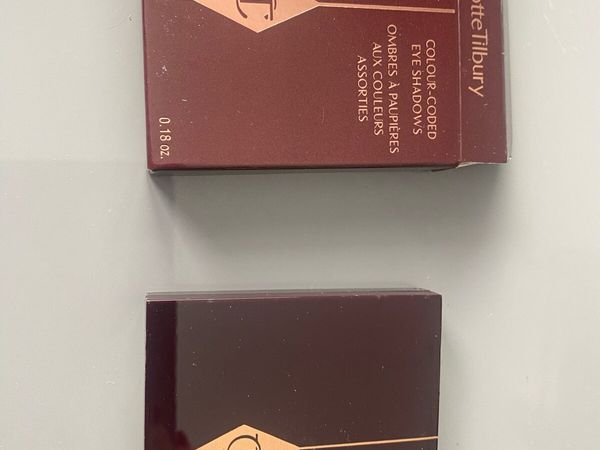 otteTilbury
COLOUR-CODED
EYE SHADOWS
OMBRES À PAUPIÈRES
AUX COULEURS
ASSORTIES
0.18 oz.